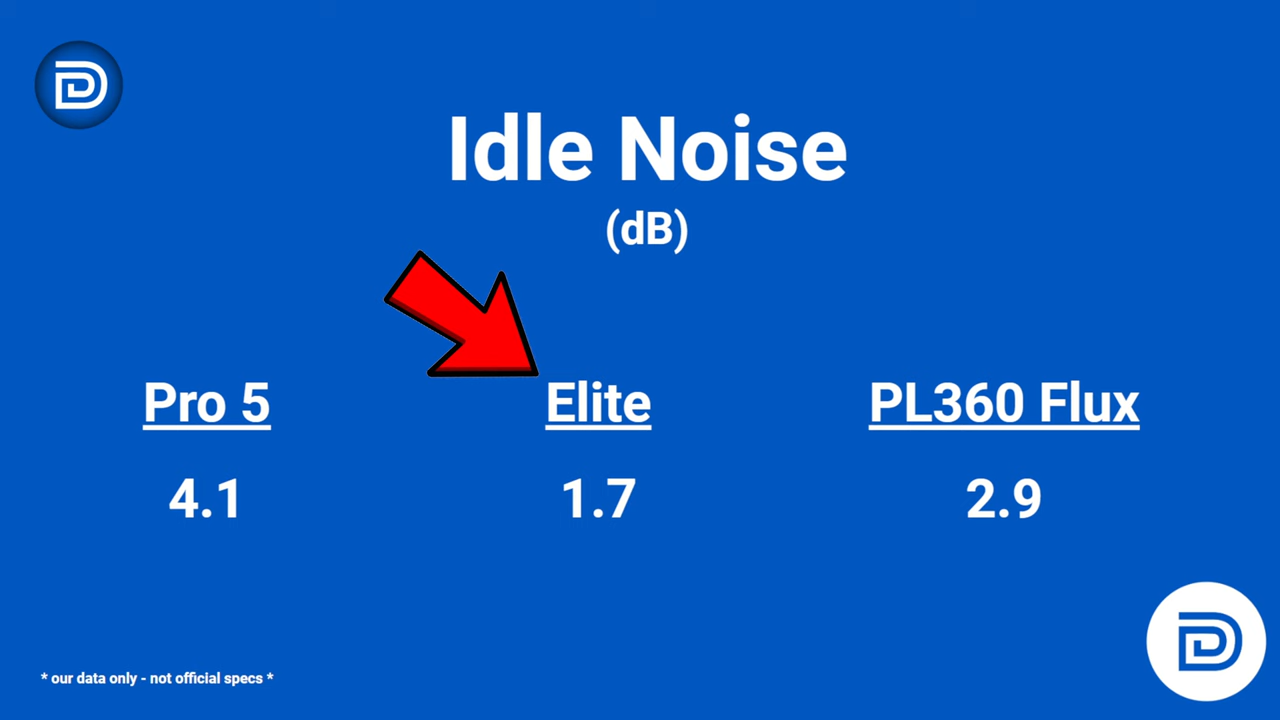 Idle Noise
(dB)
Pro 5 Elite PL360 Flux
4.1 1.7 2.9
* our data only - not official specs *